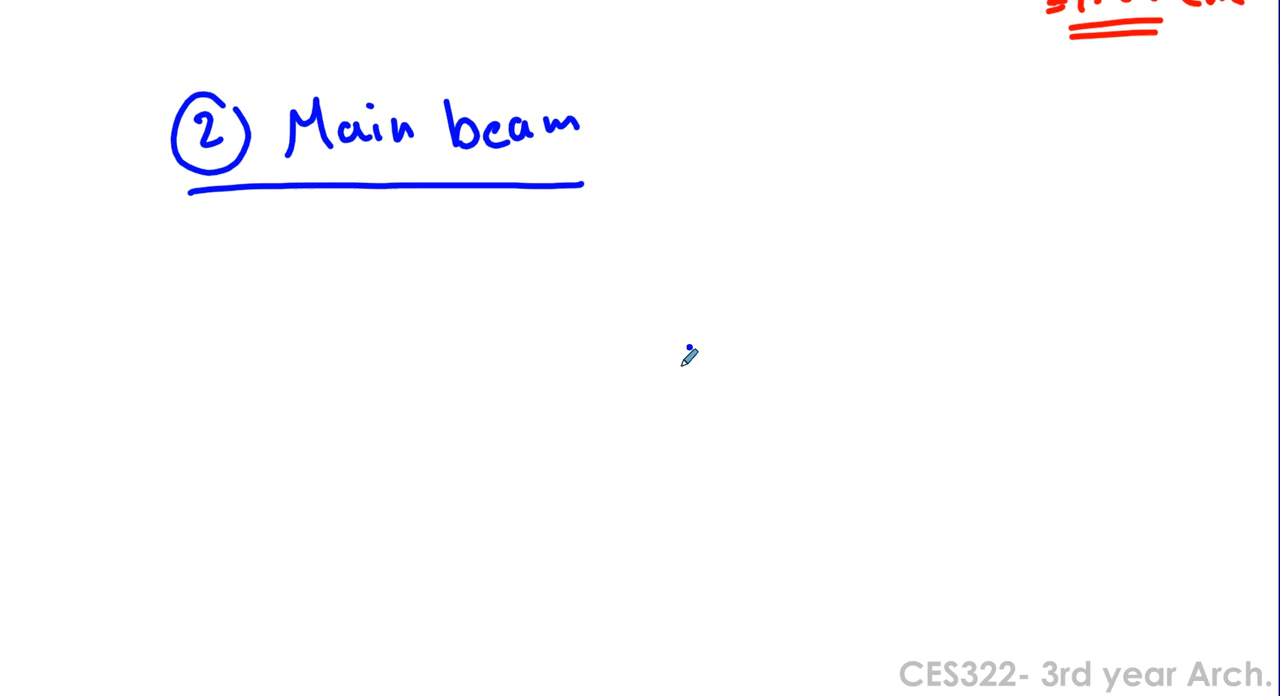 ② Main beam
CES322- 3rd year Arch.